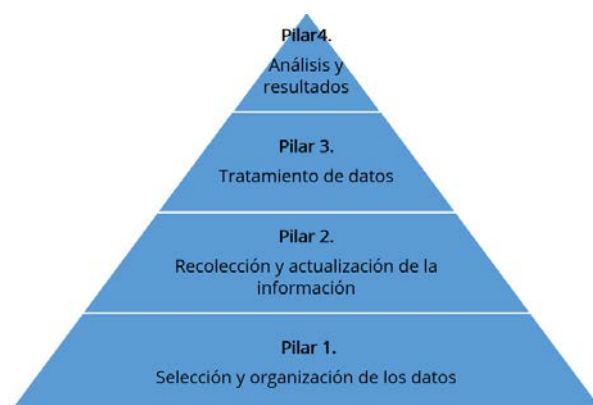 Pilar4.
Análisis y
resultados
Pilar 3.
Tratamiento de datos
Pilar 2.
Recolección y actualización de la
información
Pilar 1.
Selección y organización de los datos